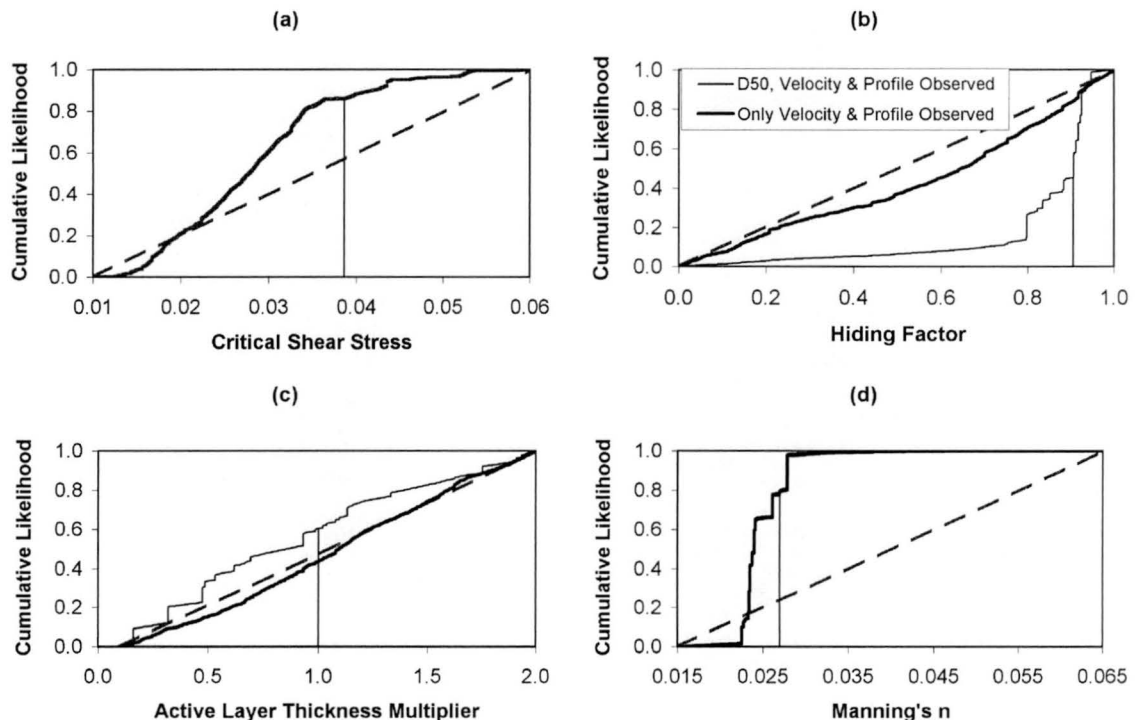 (a)
Cumulative Likelihood
1.0
0.8
0.6
0.4
0.2
0.0
0.01 0.02 0.03 0.04 0.05 0.06
Critical Shear Stress
(b)
Cumulative Likelihood
1.0
0.8
0.6
0.4
0.2
0.0
D50, Velocity & Profile Observed
Only Velocity & Profile Observed
0.0 0.2 0.4 0.6 0.8 1.0
Hiding Factor
(c)
Cumulative Likelihood
1.0
0.8
0.6
0.4
0.2
0.0
0.0 0.5 1.0 1.5 2.0
Active Layer Thickness Multiplier
(d)
Cumulative Likelihood
1.0
0.8
0.6
0.4
0.2
0.0
0.015 0.025 0.035 0.045 0.055 0.065
Manning's n